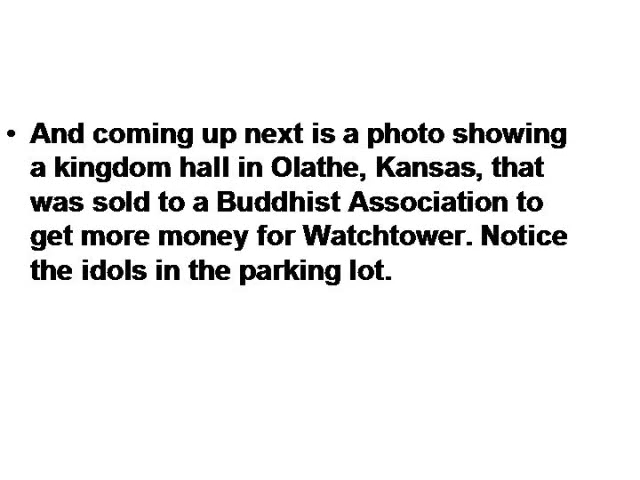 • And coming up next is a photo showing
a kingdom hall in Olathe, Kansas, that
was sold to a Buddhist Association to
get more money for Watchtower. Notice
the idols in the parking lot.